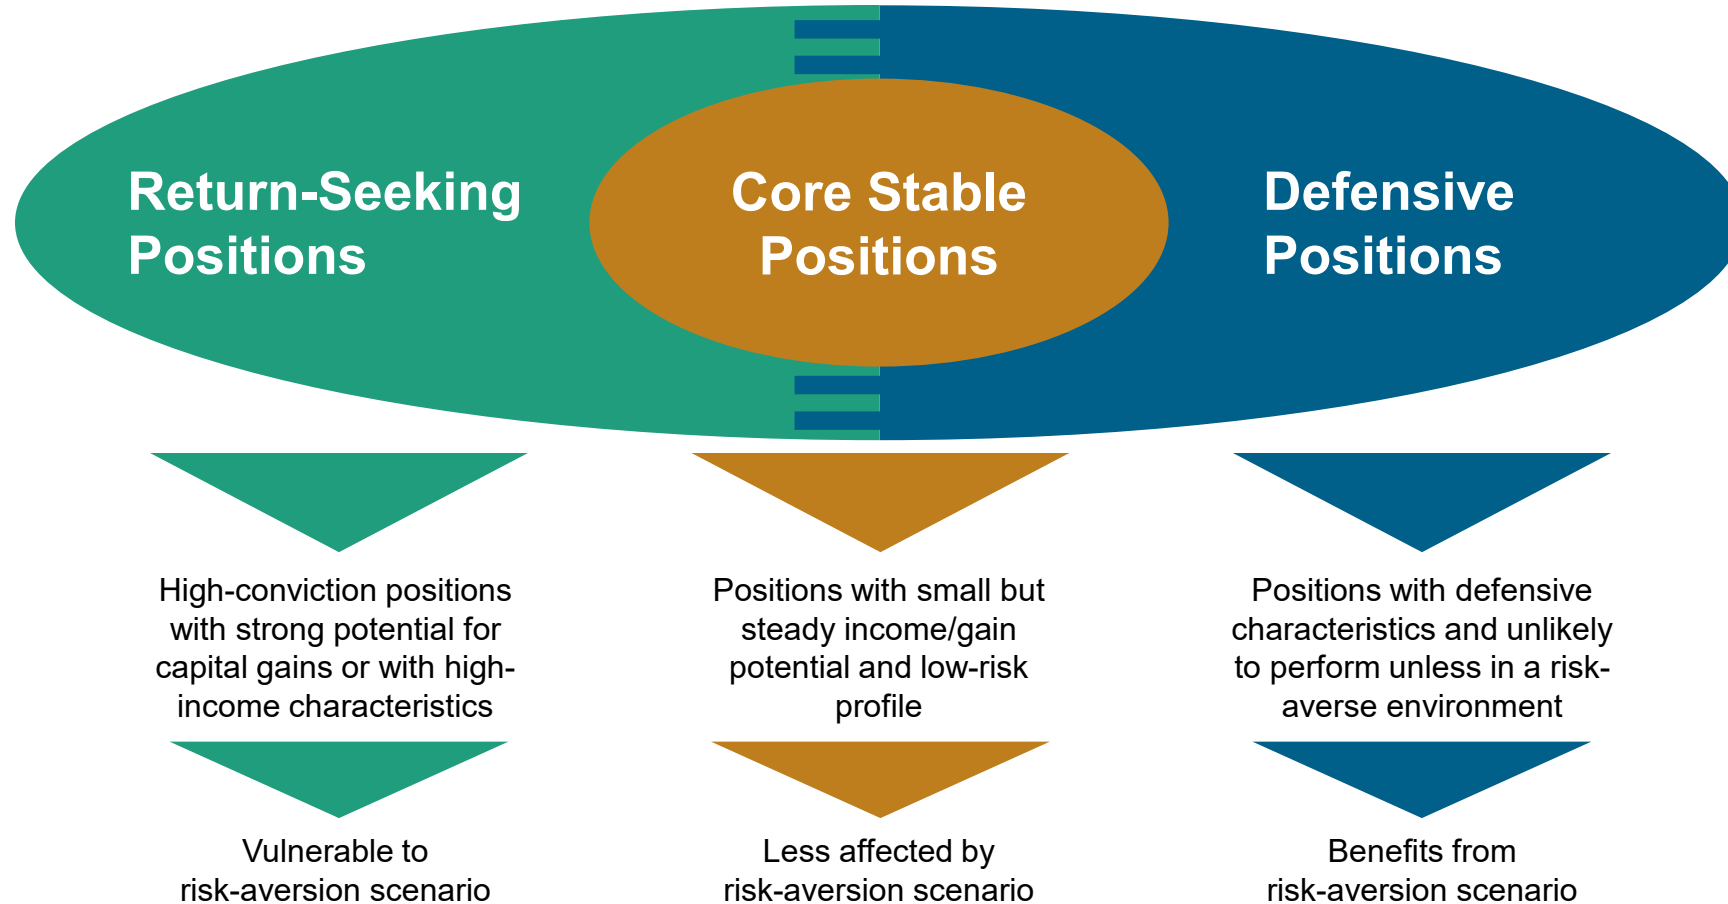 Return-Seeking
Positions
Core Stable
Positions
Defensive
Positions
High-conviction positions
with strong potential for
capital gains or with high-
income characteristics
Positions with small but
steady income/gain
potential and low-risk
profile
Positions with defensive
characteristics and unlikely
to perform unless in a risk-
averse environment
Vulnerable to
risk-aversion scenario
Less affected by
risk-aversion scenario
Benefits from
risk-aversion scenario